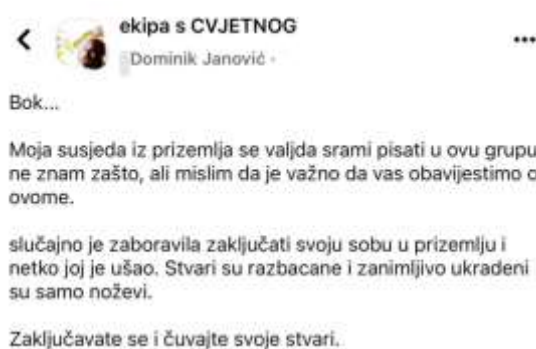 ekipa s CVJETNOG
Dominik Janović ·
Bok...
Moja susjeda iz prizemlja se valjda srami pisati u ovu grupu
ne znam zašto, ali mislim da je važno da vas obavijestimo o
ovome.
slučajno je zaboravila zaključati svoju sobu u prizemlju i
netko joj je ušao. Stvari su razbacane i zanimljivo ukradeni
su samo noževi.
Zaključavate se i čuvajte svoje stvari.